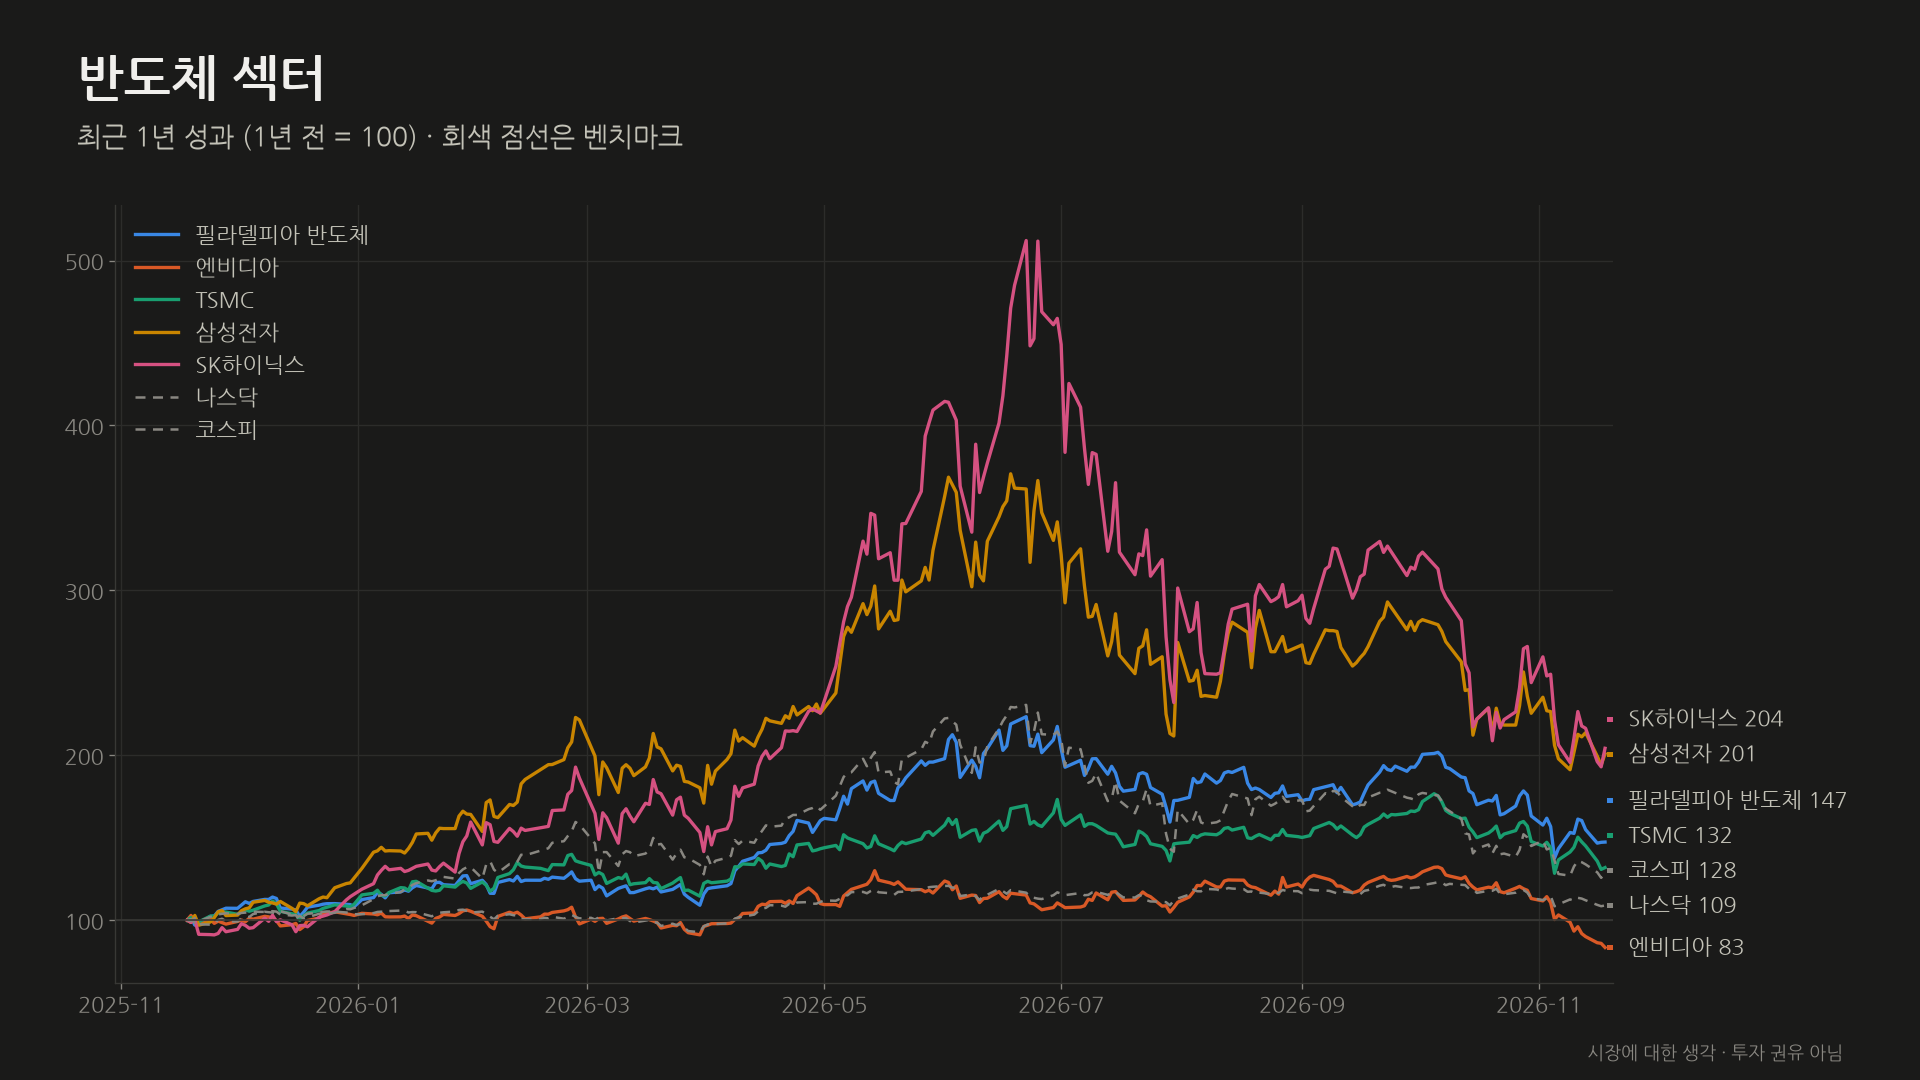 반도체 섹터
최근 1년 성과 (1년 전 = 100) · 회색 점선은 벤치마크
필라델피아 반도체
엔비디아
TSMC
삼성전자
SK하이닉스
나스닥
코스피
500
400
300
200
100
SK하이닉스 204
삼성전자 201
필라델피아 반도체 147
TSMC 132
코스피 128
나스닥 109
엔비디아 83
2025-11 2026-01 2026-03 2026-05 2026-07 2026-09 2026-11
시장에 대한 생각 · 투자 권유 아님